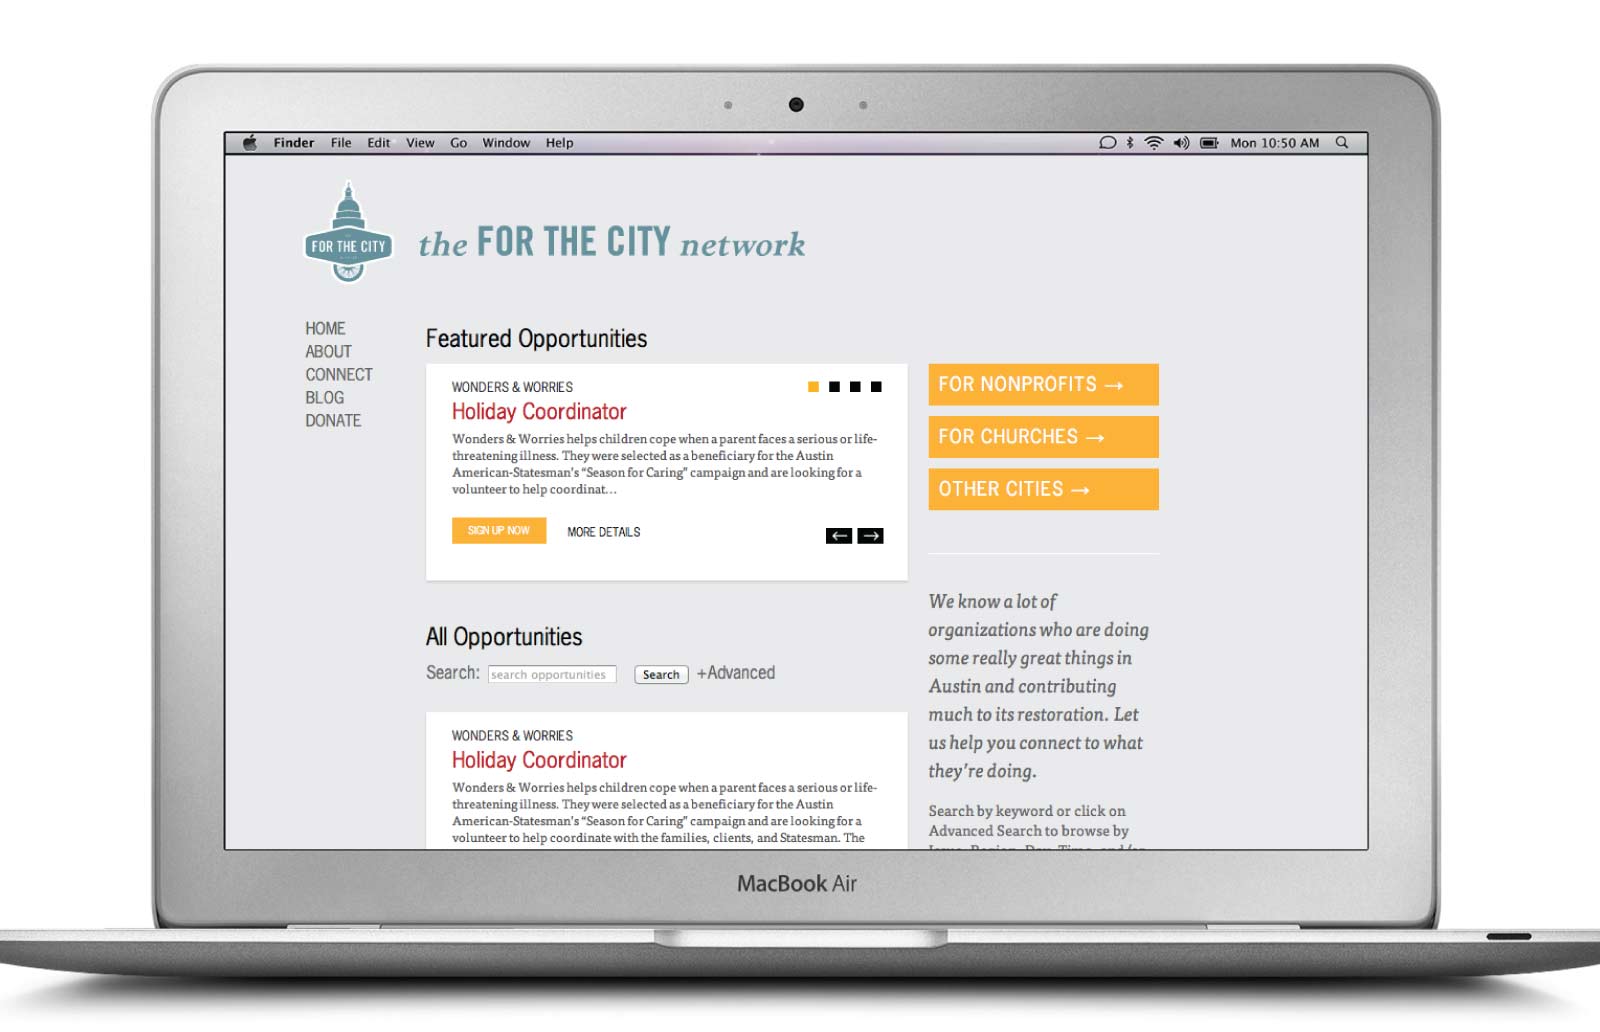 Finder File Edit View Go Window Help Mon 10:50 AM
FOR THE CITY
the FOR THE CITY network
HOME
ABOUT
CONNECT
BLOG
DONATE
Featured Opportunities
WONDERS & WORRIES
Holiday Coordinator
Wonders & Worries helps children cope when a parent faces a serious or life-
threatening illness. They were selected as a beneficiary for the Austin
American-Statesman's “Season for Caring” campaign and are looking for a
volunteer to help coordinat...
SIGN UP NOW MORE DETAILS ← →
FOR NONPROFITS →
FOR CHURCHES →
OTHER CITIES →
All Opportunities
Search: search opportunities Search +Advanced
WONDERS & WORRIES
Holiday Coordinator
Wonders & Worries helps children cope when a parent faces a serious or life-
threatening illness. They were selected as a beneficiary for the Austin
American-Statesman's “Season for Caring” campaign and are looking for a
volunteer to help coordinate with the families, clients, and Statesman. The
We know a lot of
organizations who are doing
some really great things in
Austin and contributing
much to its restoration. Let
us help you connect to what
they're doing.
Search by keyword or click on
Advanced Search to browse by
MacBook Air